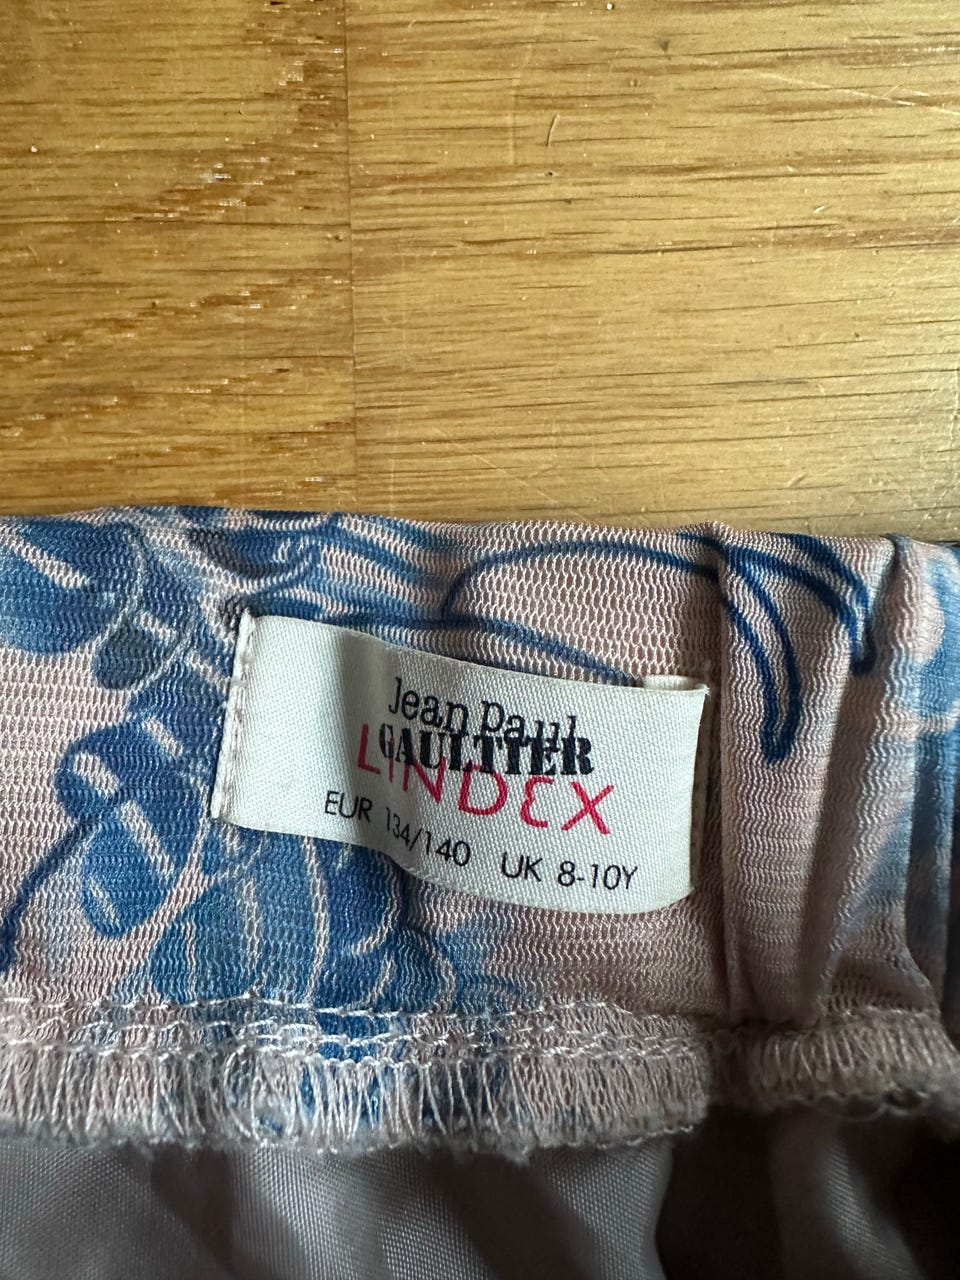 Jean Paul
GAULTIER
LINDEX
EUR 134/140 UK 8-10Y